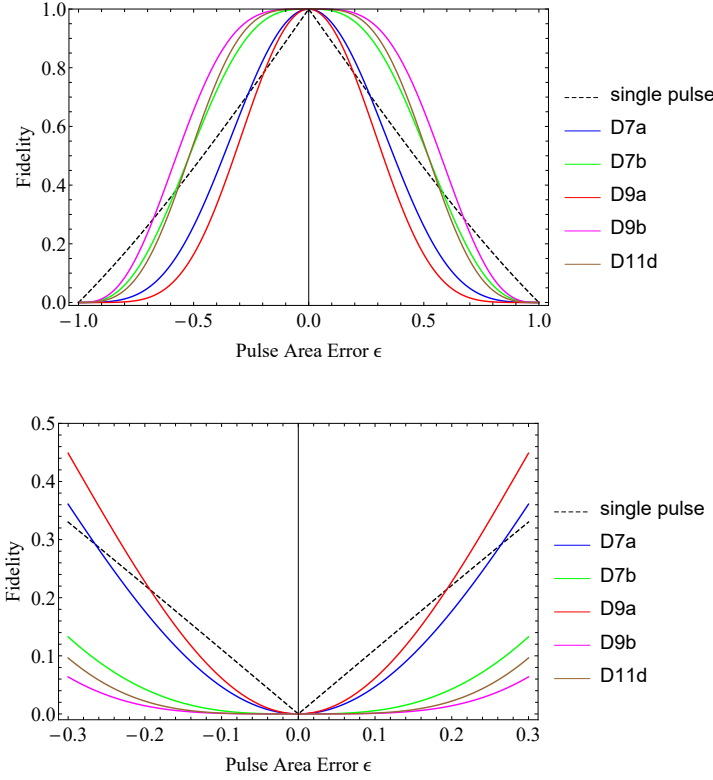 1.0
0.8
0.6
0.4
0.2
0.0
Fidelity
−1.0 −0.5 0.0 0.5 1.0
Pulse Area Error ϵ
single pulse
D7a
D7b
D9a
D9b
D11d
0.5
0.4
0.3
0.2
0.1
0.0
Fidelity
−0.3 −0.2 −0.1 0.0 0.1 0.2 0.3
Pulse Area Error ϵ
single pulse
D7a
D7b
D9a
D9b
D11d